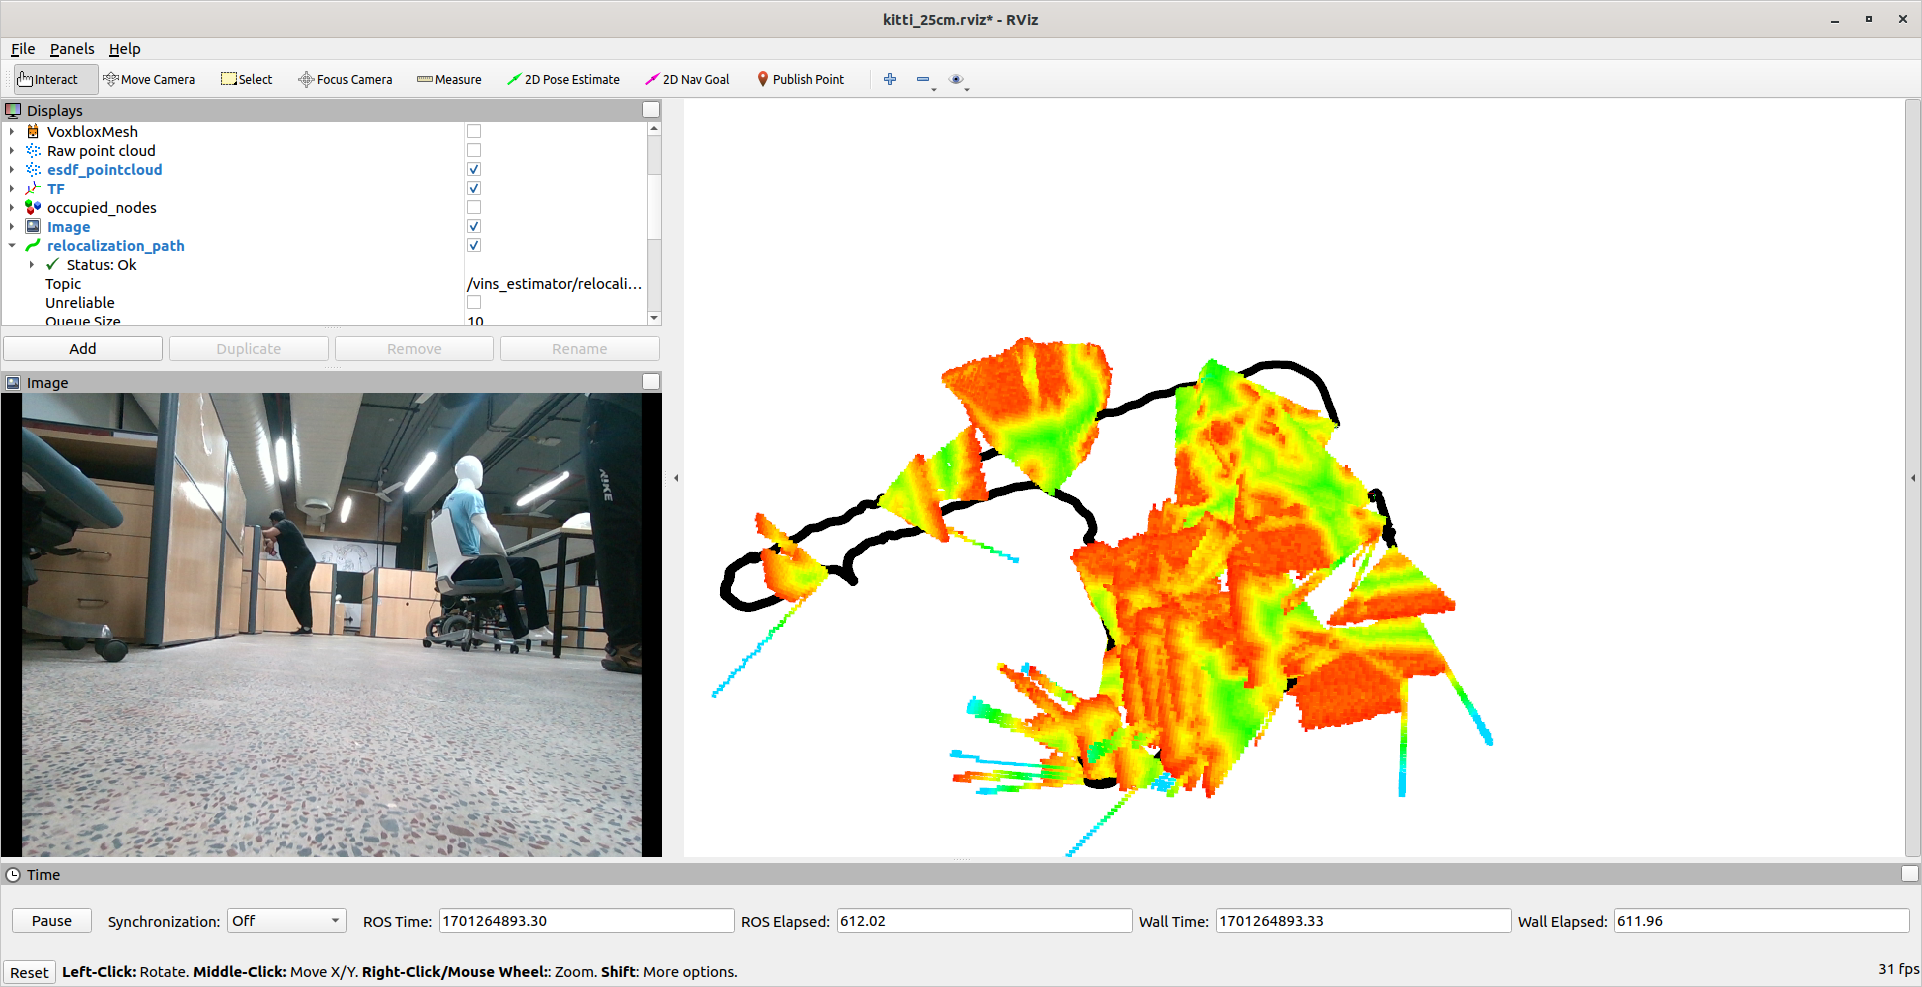 kitti_25cm.rviz* - RViz
File Panels Help
Interact Move Camera Select Focus Camera Measure 2D Pose Estimate 2D Nav Goal Publish Point
Displays
VoxbloxMesh
Raw point cloud
esdf_pointcloud
TF
occupied_nodes
Image
relocalization_path
Status: Ok
Topic /vins_estimator/relocali...
Unreliable
Queue Size 10
Add Duplicate Remove Rename
Image
NIKE
Time
Pause Synchronization: Off ROS Time: 1701264893.30 ROS Elapsed: 612.02 Wall Time: 1701264893.33 Wall Elapsed: 611.96
Reset Left-Click: Rotate. Middle-Click: Move X/Y. Right-Click/Mouse Wheel:: Zoom. Shift: More options. 31 fps